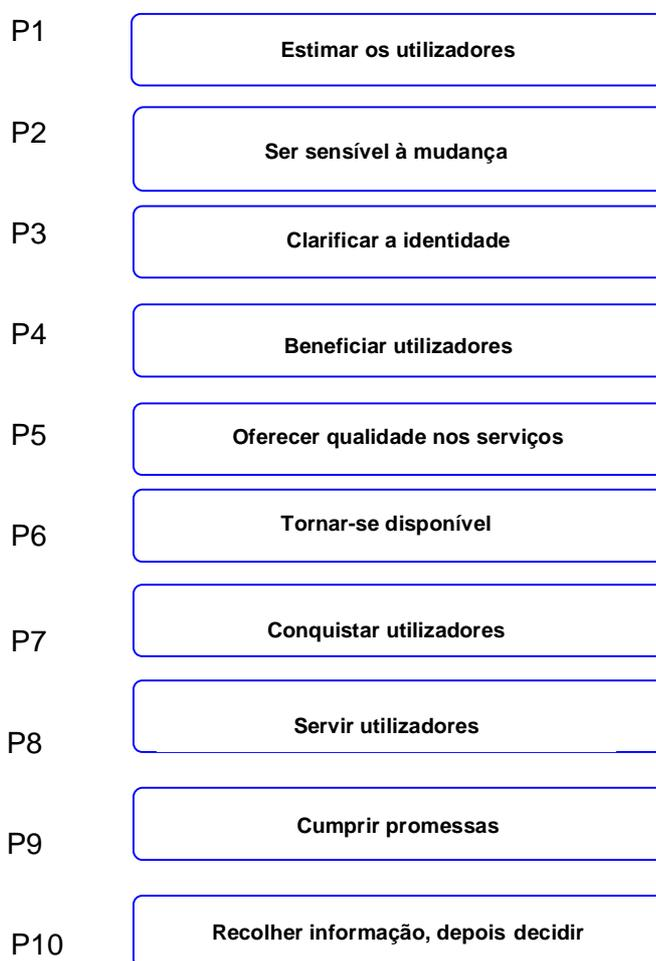 P1 Estimar os utilizadores
P2 Ser sensível à mudança
P3 Clarificar a identidade
P4 Beneficiar utilizadores
P5 Oferecer qualidade nos serviços
P6 Tornar-se disponível
P7 Conquistar utilizadores
P8 Servir utilizadores
P9 Cumprir promessas
P10 Recolher informação, depois decidir